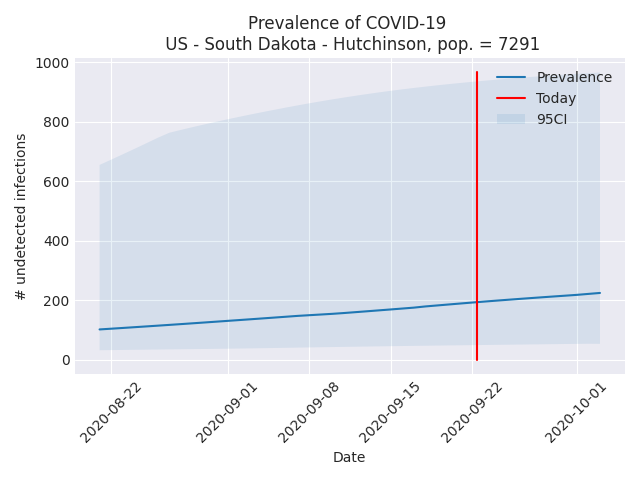 Prevalence of COVID-19
US - South Dakota - Hutchinson, pop. = 7291
Prevalence
Today
95CI
# undetected infections
1000
800
600
400
200
0
2020-08-22
2020-09-01
2020-09-08
2020-09-15
2020-09-22
2020-10-01
Date